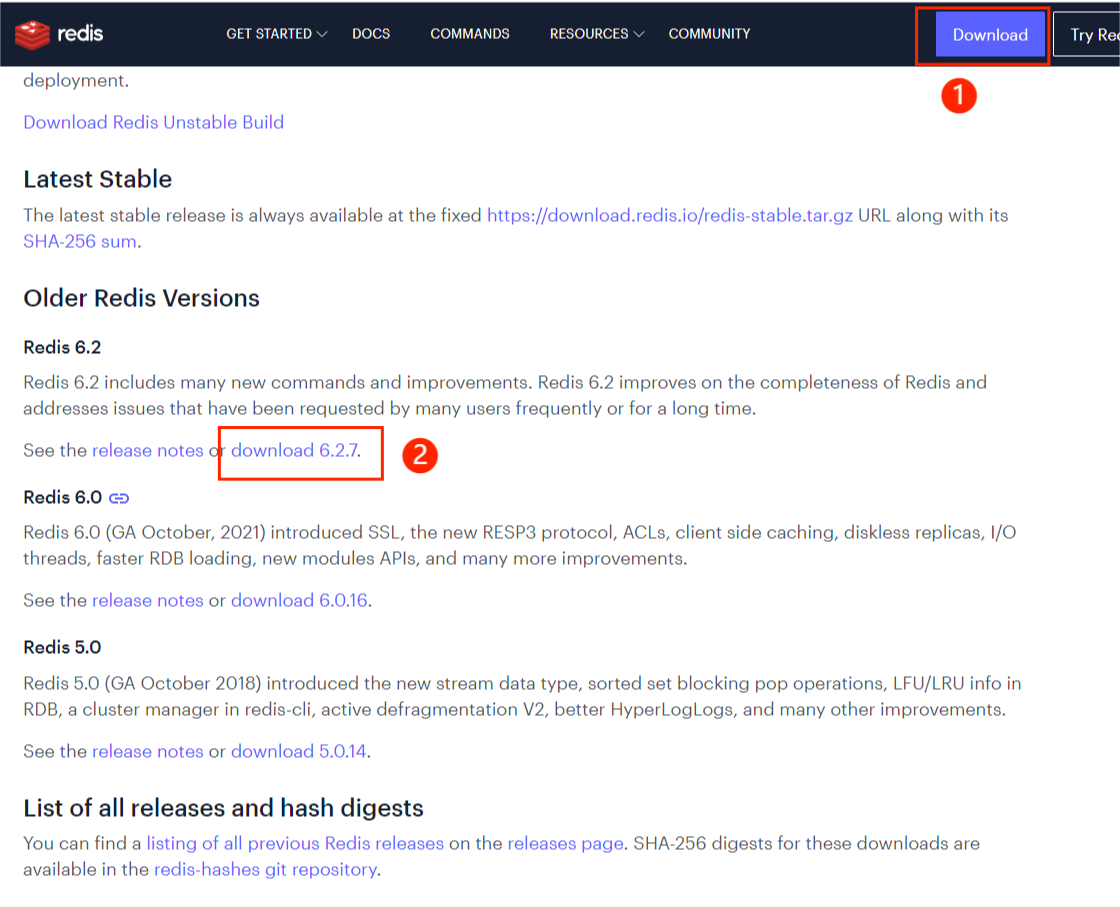 redis GET STARTED DOCS COMMANDS RESOURCES COMMUNITY Download Try Red
1
deployment.
Download Redis Unstable Build
Latest Stable
The latest stable release is always available at the fixed https://download.redis.io/redis-stable.tar.gz URL along with its
SHA-256 sum.
Older Redis Versions
Redis 6.2
Redis 6.2 includes many new commands and improvements. Redis 6.2 improves on the completeness of Redis and
addresses issues that have been requested by many users frequently or for a long time.
See the release notes or download 6.2.7.
2
Redis 6.0
Redis 6.0 (GA October, 2021) introduced SSL, the new RESP3 protocol, ACLs, client side caching, diskless replicas, I/O
threads, faster RDB loading, new modules APIs, and many more improvements.
See the release notes or download 6.0.16.
Redis 5.0
Redis 5.0 (GA October 2018) introduced the new stream data type, sorted set blocking pop operations, LFU/LRU info in
RDB, a cluster manager in redis-cli, active defragmentation V2, better HyperLogLogs, and many other improvements.
See the release notes or download 5.0.14.
List of all releases and hash digests
You can find a listing of all previous Redis releases on the releases page. SHA-256 digests for these downloads are
available in the redis-hashes git repository.